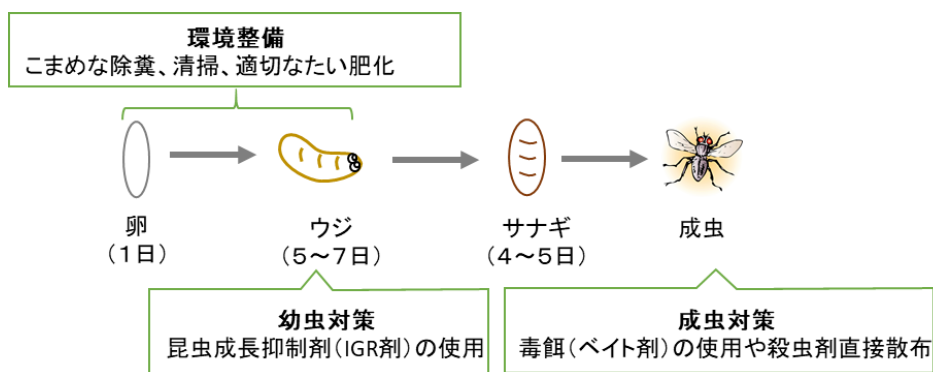 環境整備
こまめな除糞、清掃、適切なたい肥化
卵
（１日）
ウジ
（５～７日）
サナギ
（４～５日）
成虫
幼虫対策
昆虫成長抑制剤（IGR剤）の使用
成虫対策
毒餌（ベイト剤）の使用や殺虫剤直接散布